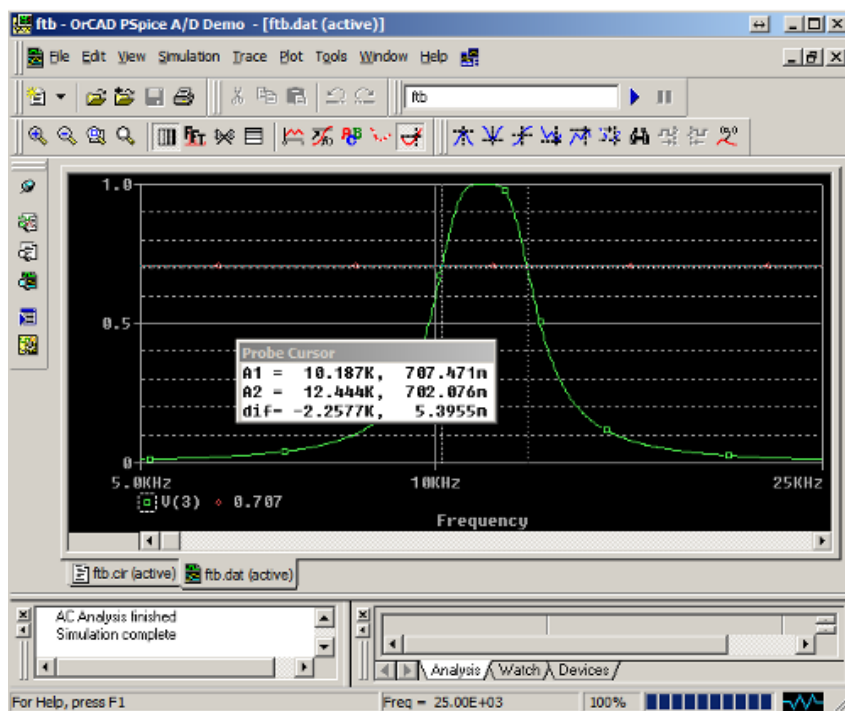 ftb - OrCAD PSpice A/D Demo - [ftb.dat (active)]
File Edit View Simulation Trace Plot Tools Window Help
ftb
1.0
0.5
Probe Cursor
A1 = 10.187K, 707.471m
A2 = 12.444K, 702.076m
dif= -2.2577K, 5.3955m
0
5.0KHz 10KHz 25KHz
V(3) 0.707
Frequency
ftb.cir (active) ftb.dat (active)
AC Analysis finished
Simulation complete
Analysis Watch Devices
For Help, press F1 Freq = 25.00E+03 100%